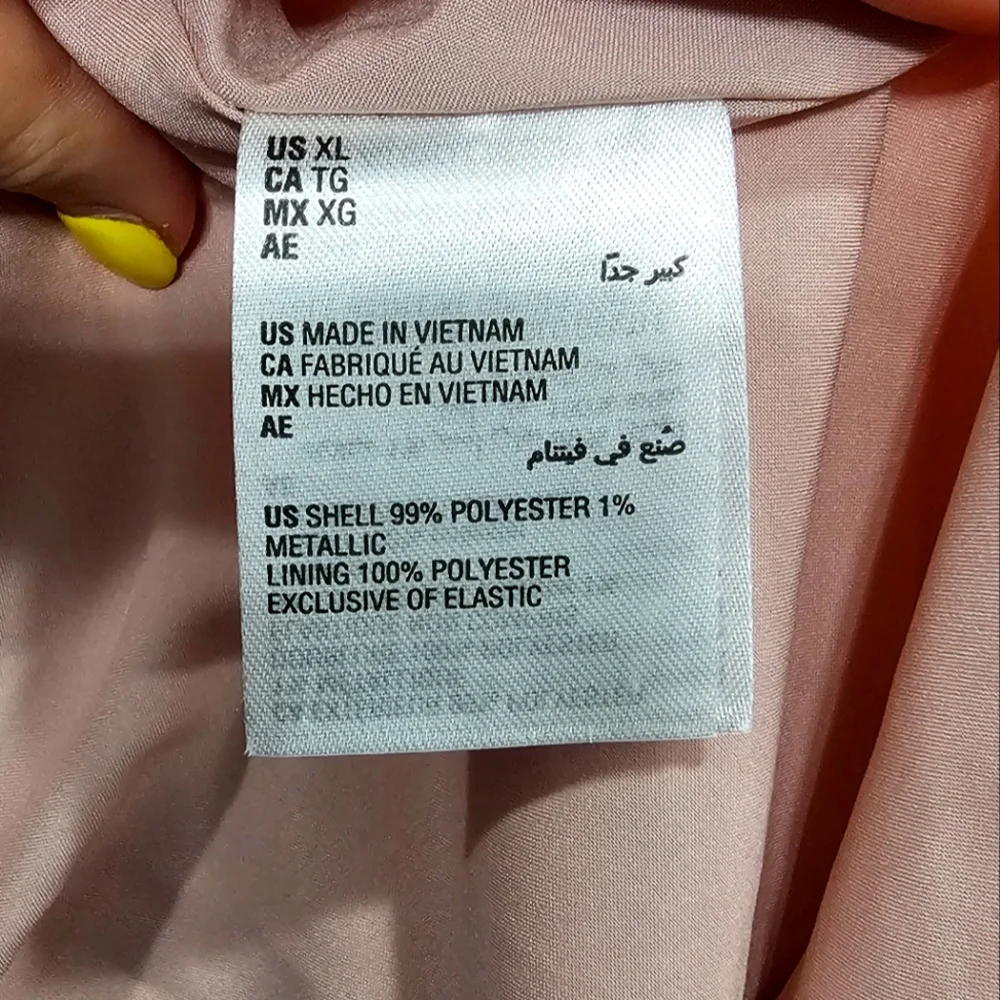 US XL
CA TG
MX XG
AE
كبير جدًا
US MADE IN VIETNAM
CA FABRIQUÉ AU VIETNAM
MX HECHO EN VIETNAM
AE
صُنع في فيتنام
US SHELL 99% POLYESTER 1%
METALLIC
LINING 100% POLYESTER
EXCLUSIVE OF ELASTIC